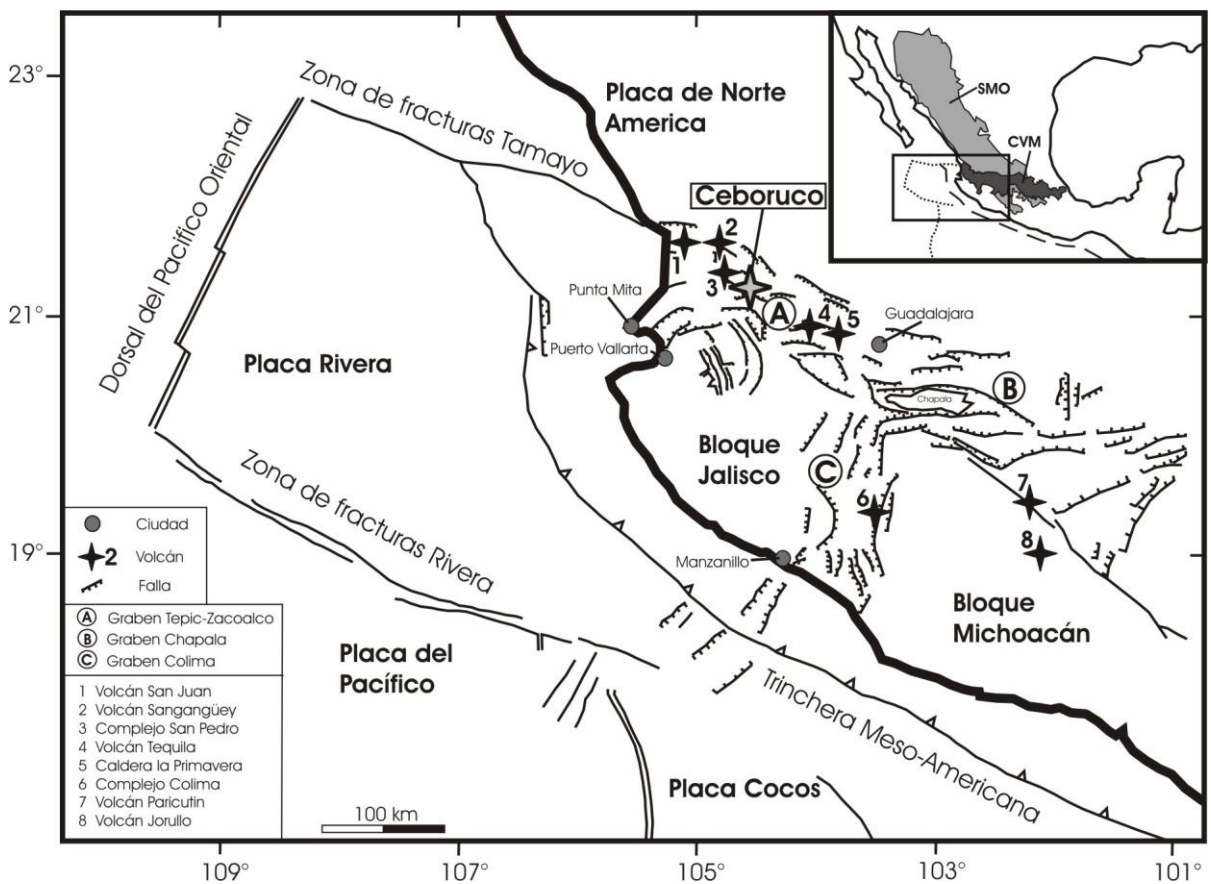 23°
21°
19°
109°
107°
105°
103°
101°
Zona de fracturas Tamayo
Placa de Norte
America
SMO
CVM
Dorsal del Pacífico Oriental
Ceboruco
1
2
3
A
4
5
Punta Mita
Puerto Vallarta
Guadalajara
Placa Rivera
Chapala
B
Bloque
Jalisco
C
6
7
8
Zona de fracturas Rivera
Manzanillo
Bloque
Michoacán
Placa del
Pacífico
Trinchera Meso-Americana
Placa Cocos
Ciudad
2 Volcán
Falla
A Graben Tepic-Zacoalco
B Graben Chapala
C Graben Colima
1 Volcán San Juan
2 Volcán Sangangüey
3 Complejo San Pedro
4 Volcán Tequila
5 Caldera la Primavera
6 Complejo Colima
7 Volcán Paricutin
8 Volcán Jorullo
100 km